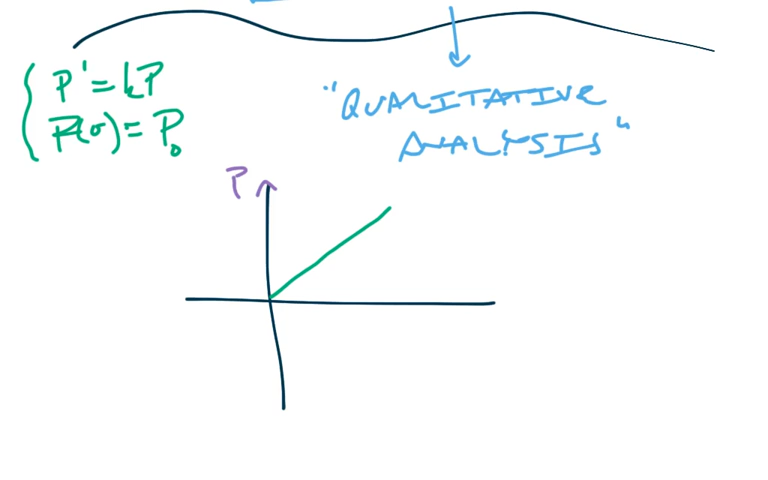 P' = kP
P(0) = P₀
"QUALITATIVE
ANALYSIS"
P